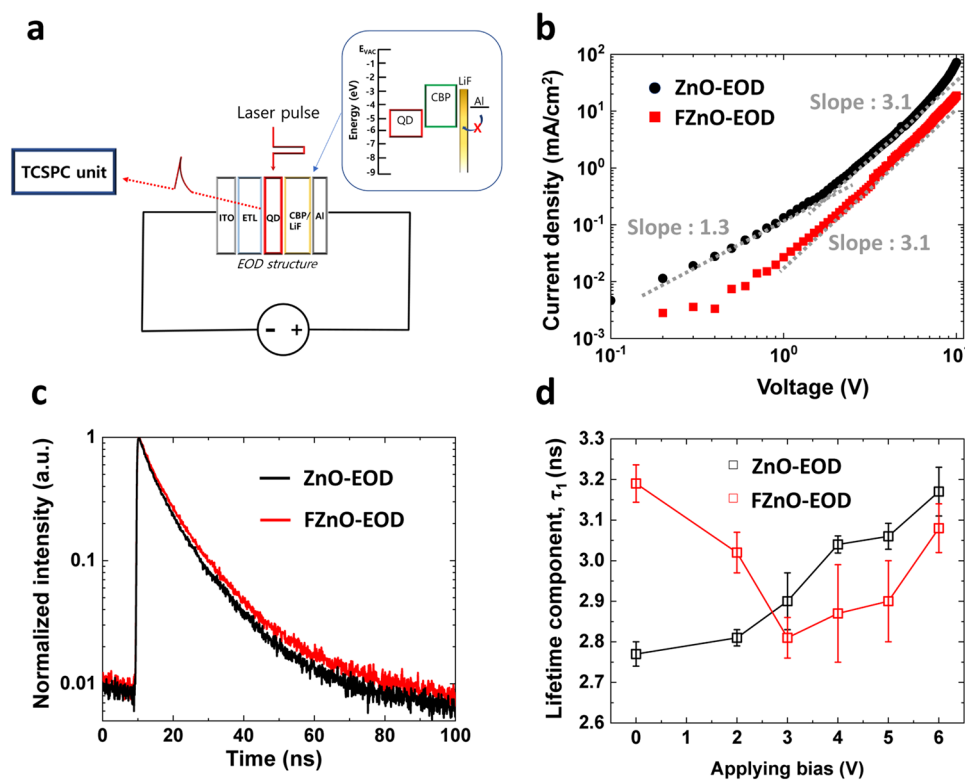 a
E_VAC
-1
-2
-3
-4
-5
-6
-7
-8
-9
Energy (eV)
QD
CBP
LiF
Al
X
Laser pulse
TCSPC unit
ITO
ETL
QD
CBP/
LiF
Al
EOD structure
- +
b
ZnO-EOD
FZnO-EOD
Slope : 3.1
Slope : 1.3
Slope : 3.1
10²
10¹
10⁰
10⁻¹
10⁻²
10⁻³
Current density (mA/cm2)
10⁻¹ 10⁰ 10¹
Voltage (V)
c
ZnO-EOD
FZnO-EOD
1
0.1
0.01
Normalized intensity (a.u.)
0 20 40 60 80 100
Time (ns)
d
ZnO-EOD
FZnO-EOD
3.3
3.2
3.1
3.0
2.9
2.8
2.7
2.6
Lifetime component, τ₁ (ns)
0 1 2 3 4 5 6
Applying bias (V)